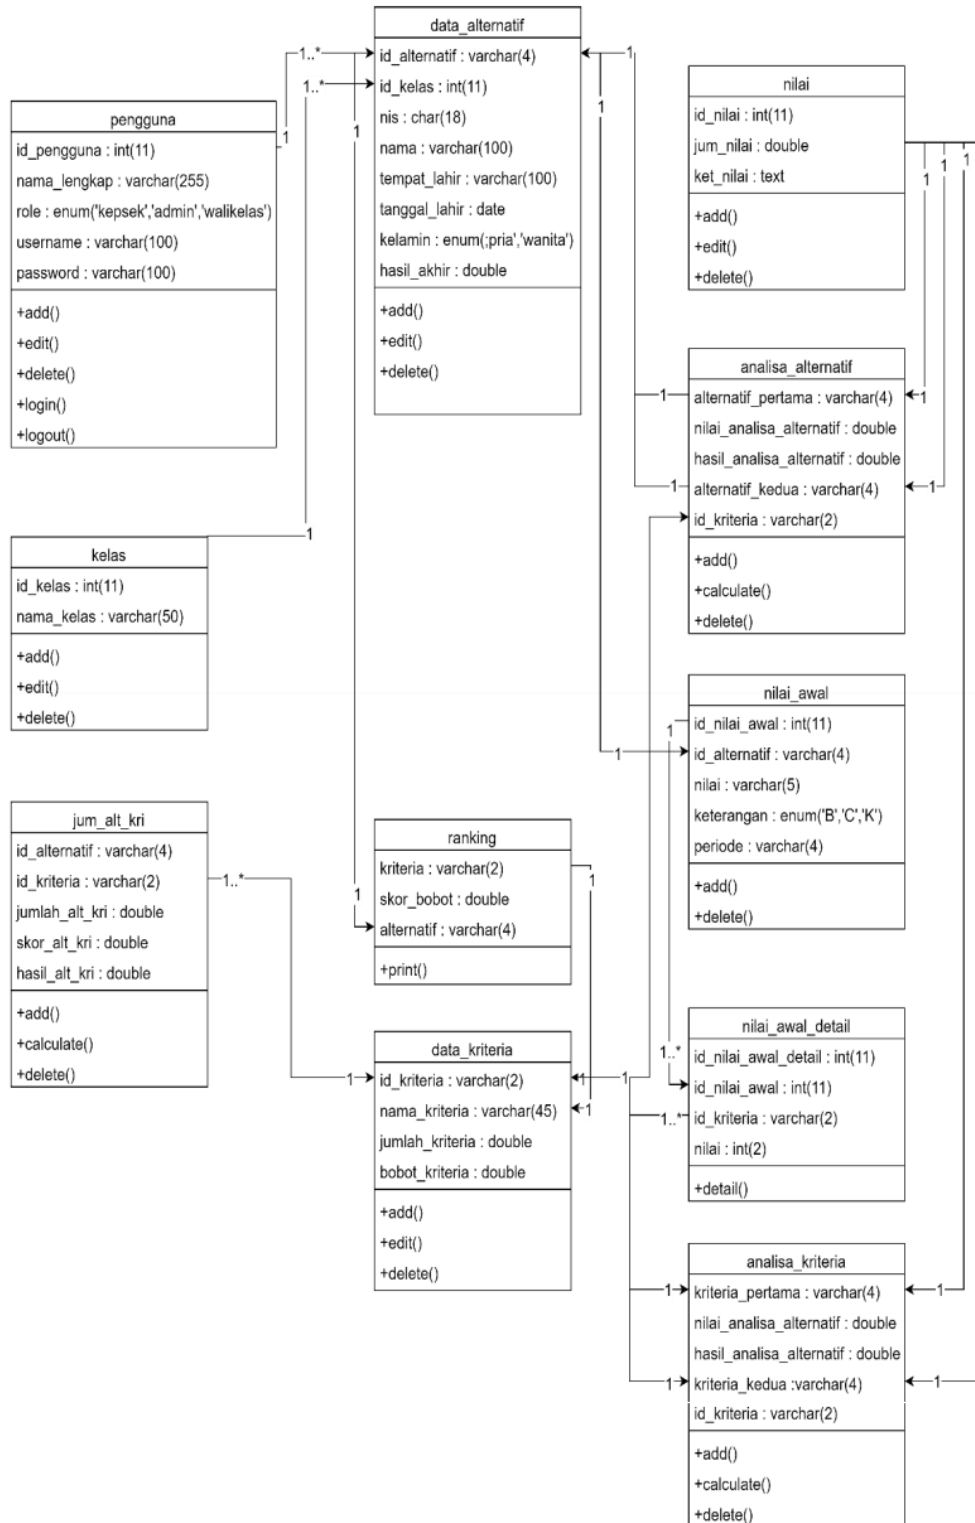 data_alternatif
id_alternatif : varchar(4)
id_kelas : int(11)
nis : char(18)
nama : varchar(100)
tempat_lahir : varchar(100)
tanggal_lahir : date
kelamin : enum(;pria','wanita')
hasil_akhir : double
+add()
+edit()
+delete()
1..*
1..*
1
1
1
1
1
pengguna
id_pengguna : int(11)
nama_lengkap : varchar(255)
role : enum('kepsek','admin','walikelas')
username : varchar(100)
password : varchar(100)
+add()
+edit()
+delete()
+login()
+logout()
nilai
id_nilai : int(11)
jum_nilai : double
ket_nilai : text
+add()
+edit()
+delete()
1
1
1
1
analisa_alternatif
alternatif_pertama : varchar(4)
nilai_analisa_alternatif : double
hasil_analisa_alternatif : double
alternatif_kedua : varchar(4)
id_kriteria : varchar(2)
+add()
+calculate()
+delete()
1
1
1
1
kelas
id_kelas : int(11)
nama_kelas : varchar(50)
+add()
+edit()
+delete()
nilai_awal
id_nilai_awal : int(11)
id_alternatif : varchar(4)
nilai : varchar(5)
keterangan : enum('B','C','K')
periode : varchar(4)
+add()
+delete()
1
1
jum_alt_kri
id_alternatif : varchar(4)
id_kriteria : varchar(2)
jumlah_alt_kri : double
skor_alt_kri : double
hasil_alt_kri : double
+add()
+calculate()
+delete()
1..*
ranking
kriteria : varchar(2)
skor_bobot : double
alternatif : varchar(4)
+print()
1
1
data_kriteria
id_kriteria : varchar(2)
nama_kriteria : varchar(45)
jumlah_kriteria : double
bobot_kriteria : double
+add()
+edit()
+delete()
1
1
1
1
nilai_awal_detail
id_nilai_awal_detail : int(11)
id_nilai_awal : int(11)
id_kriteria : varchar(2)
nilai : int(2)
+detail()
1..*
1..*
analisa_kriteria
kriteria_pertama : varchar(4)
nilai_analisa_alternatif : double
hasil_analisa_alternatif : double
kriteria_kedua :varchar(4)
id_kriteria : varchar(2)
+add()
+calculate()
+delete()
1
1
1
1